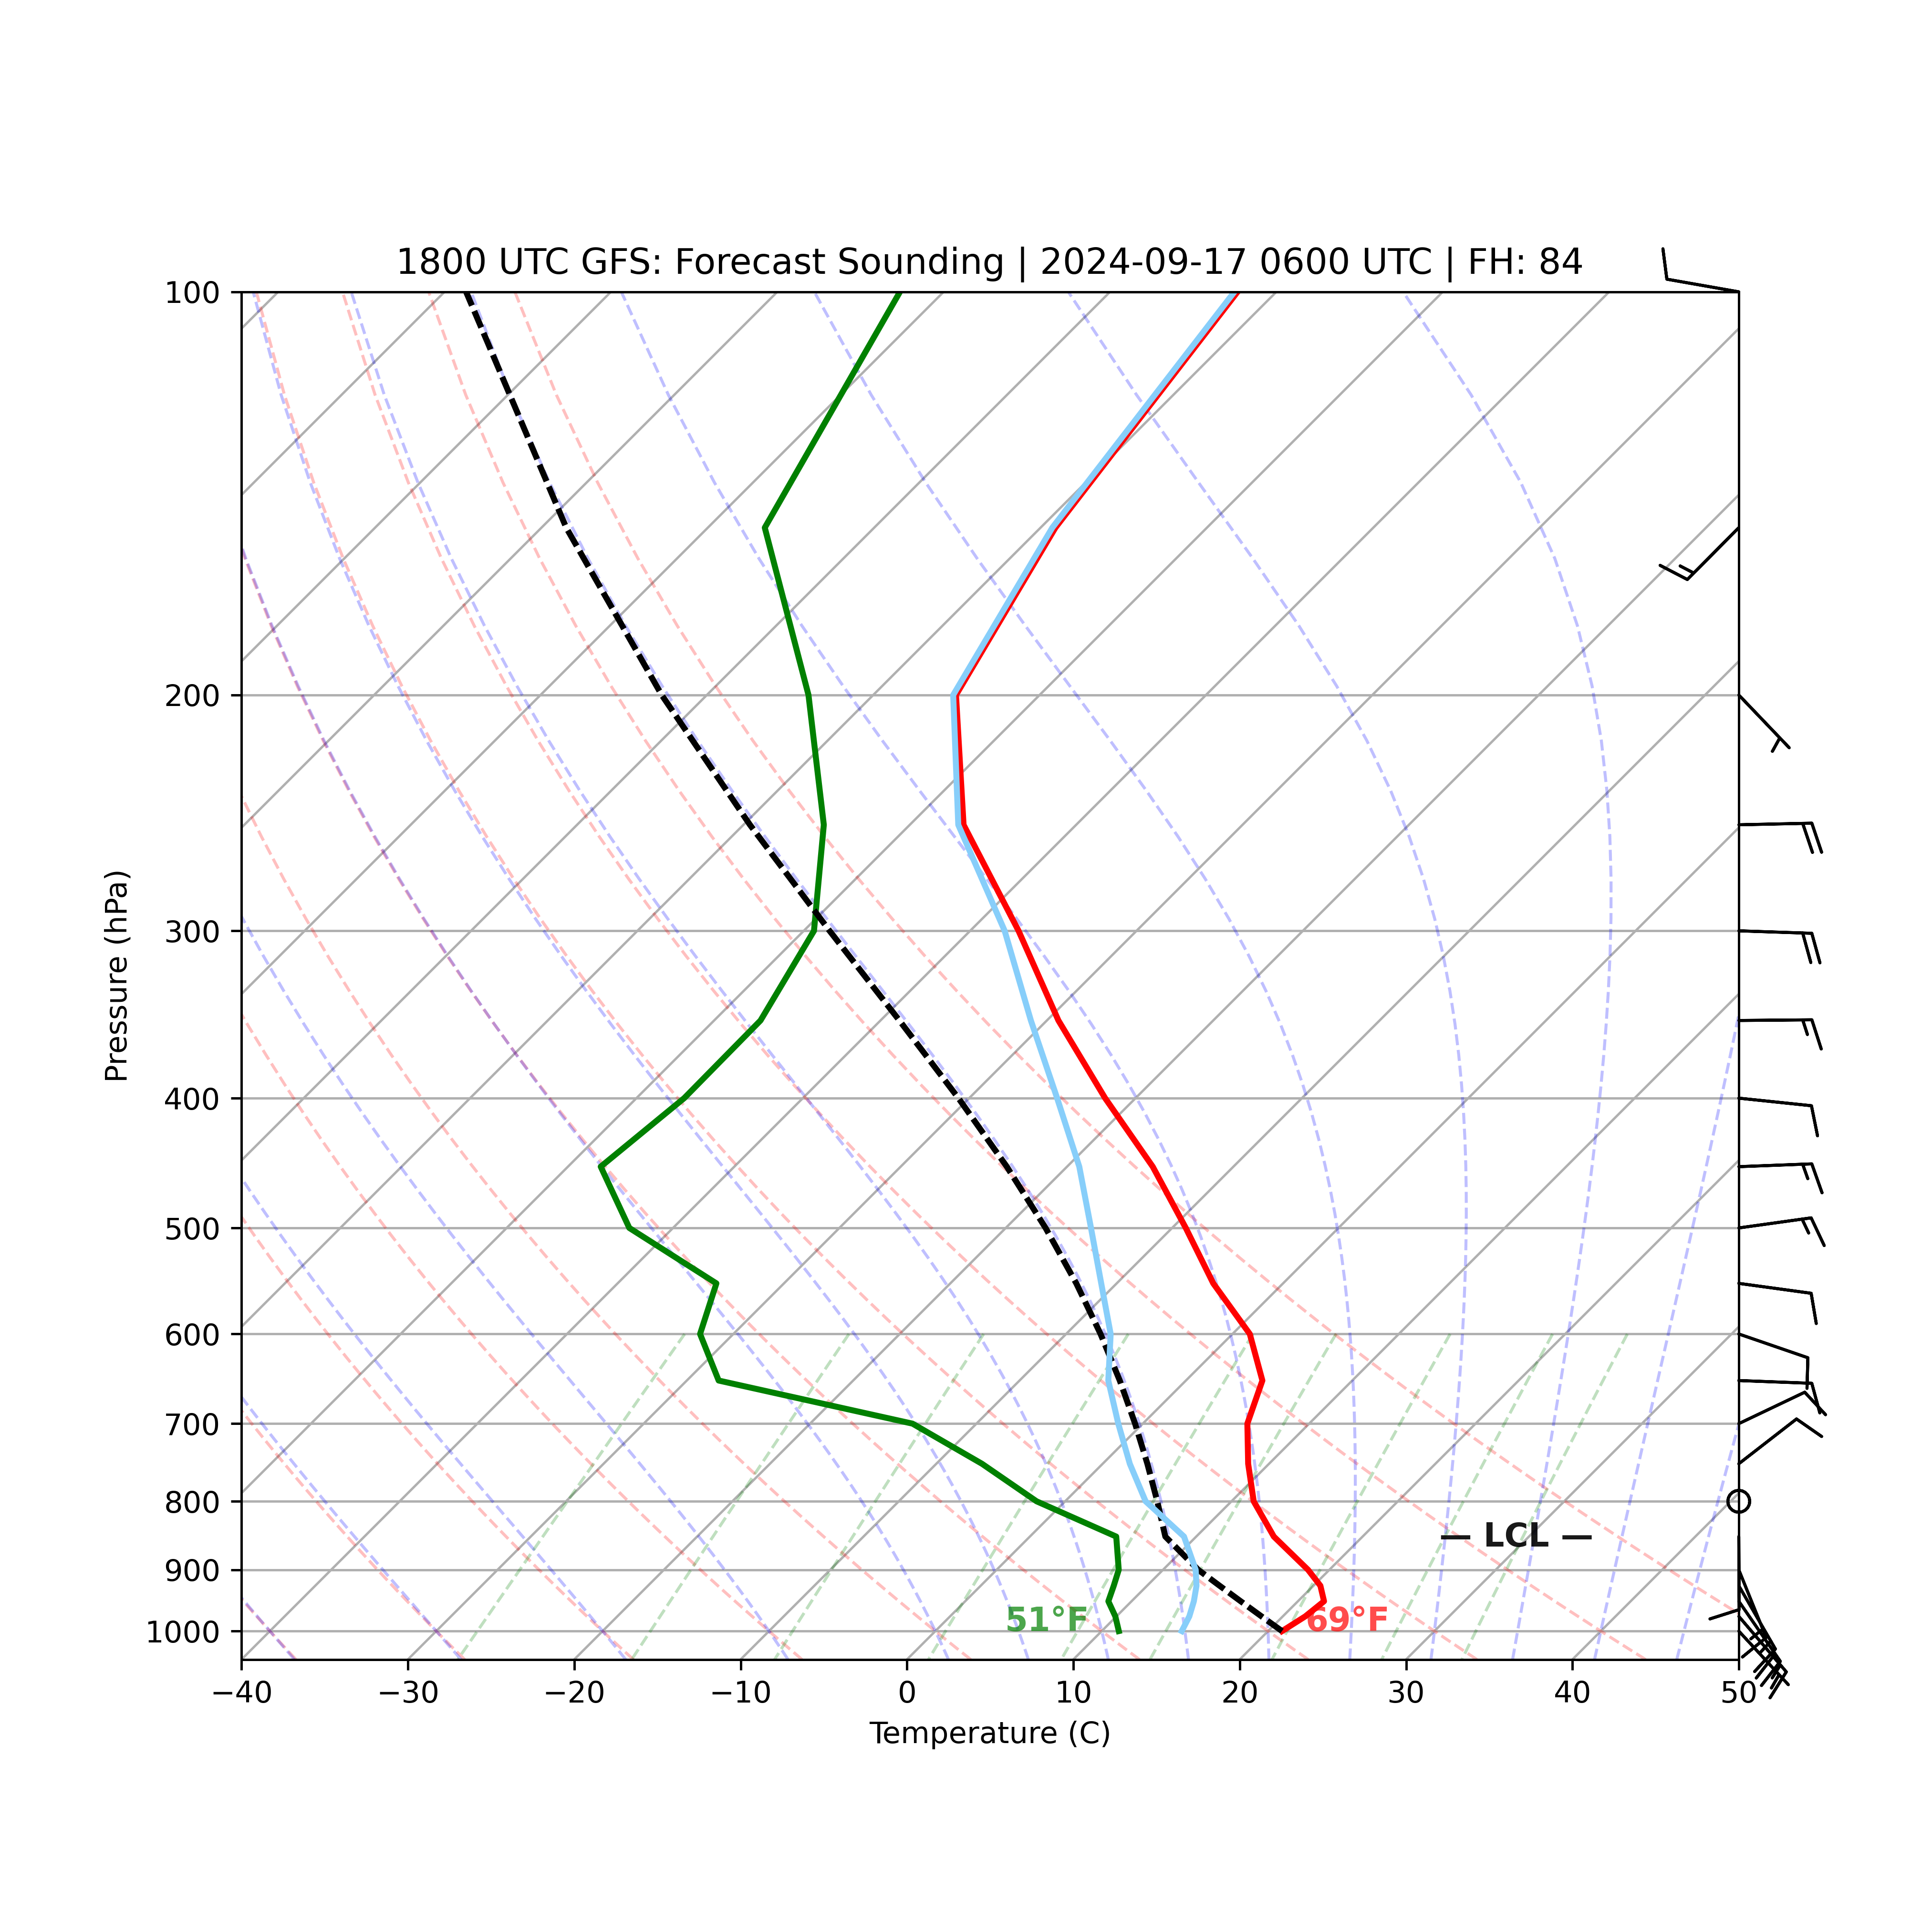 1800 UTC GFS: Forecast Sounding | 2024-09-17 0600 UTC | FH: 84
100
200
300
400
500
600
700
800
900
1000
Pressure (hPa)
— LCL —
51°F
69°F
−40 −30 −20 −10 0 10 20 30 40 50
Temperature (C)